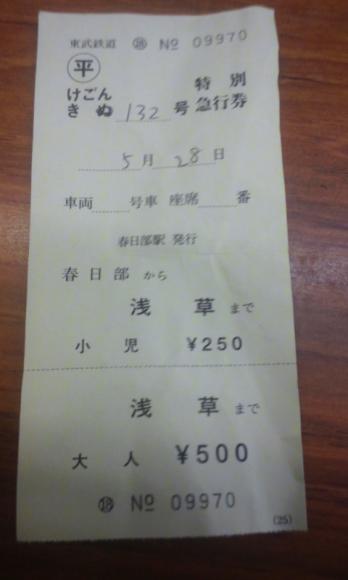 東武鉄道 ⑱ № 09970
㊥平
けごん 特別
きぬ 132 号 急行券
5月28日
車両 号車 座席 番
春日部駅 発行
春日部 から
浅草 まで
小児 ¥250
浅草 まで
大人 ¥500
⑱ № 09970
(25)